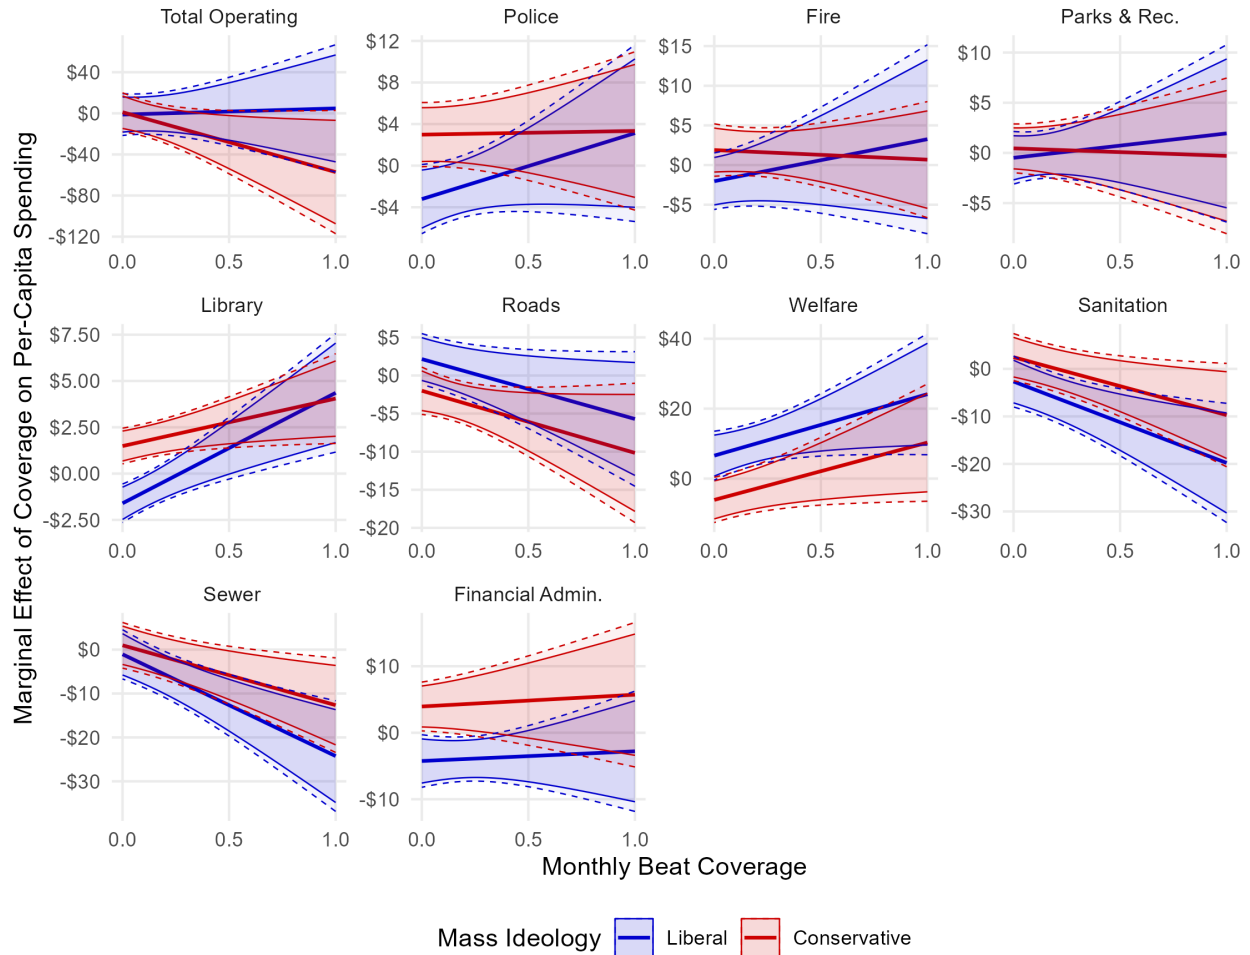 Total Operating Police Fire Parks & Rec.
$40 $0 -$40 -$80 -$120
$12 $8 $4 $0 -$4
$15 $10 $5 $0 -$5
$10 $5 $0 -$5
0.0 0.5 1.0 0.0 0.5 1.0 0.0 0.5 1.0 0.0 0.5 1.0
Library Roads Welfare Sanitation
$7.50 $5.00 $2.50 $0.00 -$2.50
$5 $0 -$5 -$10 -$15 -$20
$40 $20 $0
$0 -$10 -$20 -$30
0.0 0.5 1.0 0.0 0.5 1.0 0.0 0.5 1.0 0.0 0.5 1.0
Sewer Financial Admin.
$0 -$10 -$20 -$30
$10 $0 -$10
0.0 0.5 1.0 0.0 0.5 1.0
Marginal Effect of Coverage on Per-Capita Spending
Monthly Beat Coverage
Mass Ideology Liberal Conservative